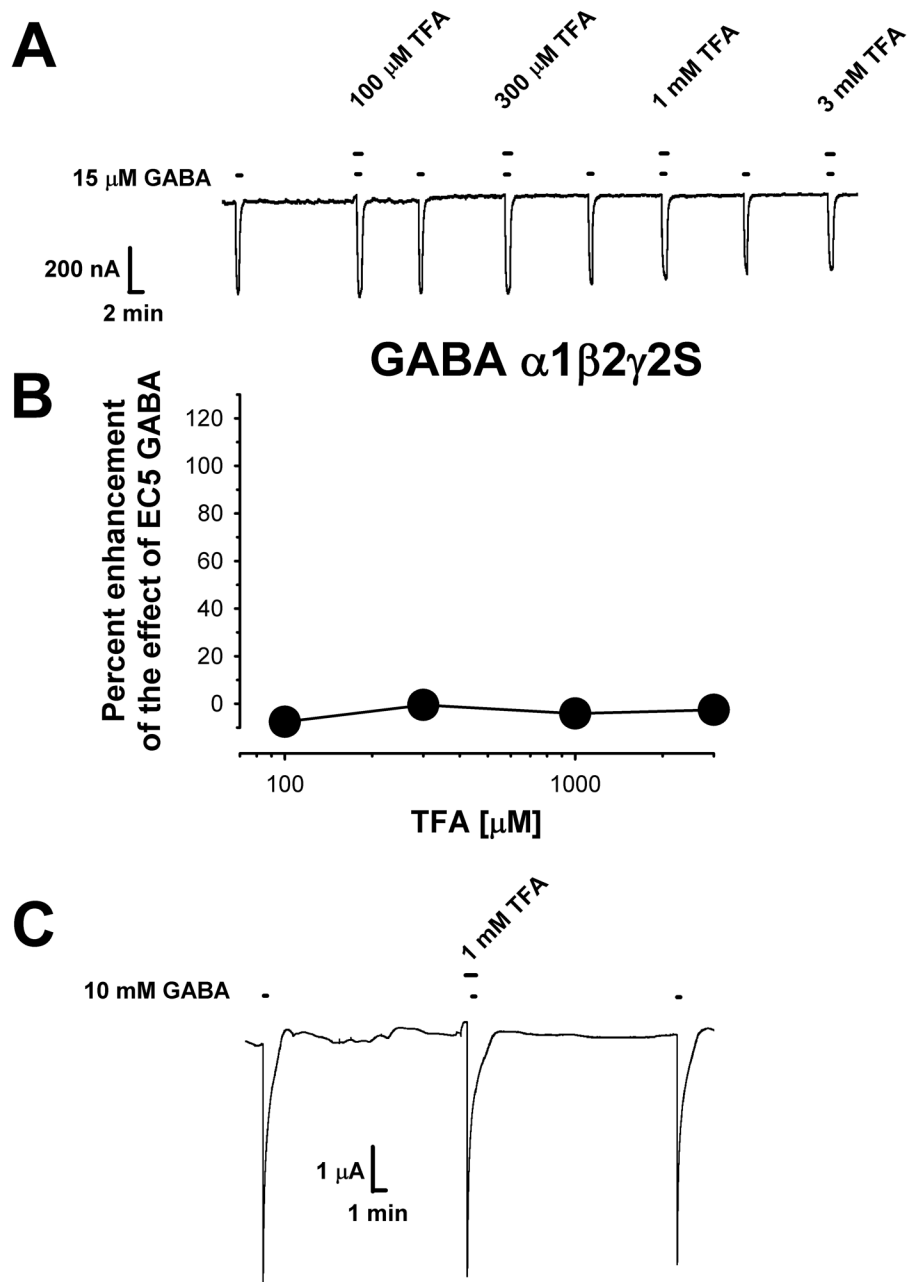 A
100 μM TFA
300 μM TFA
1 mM TFA
3 mM TFA
15 μM GABA
200 nA
2 min
GABA α1β2γ2S
B
Percent enhancement
of the effect of EC5 GABA
120
100
80
60
40
20
0
100
1000
TFA [μM]
C
1 mM TFA
10 mM GABA
1 μA
1 min